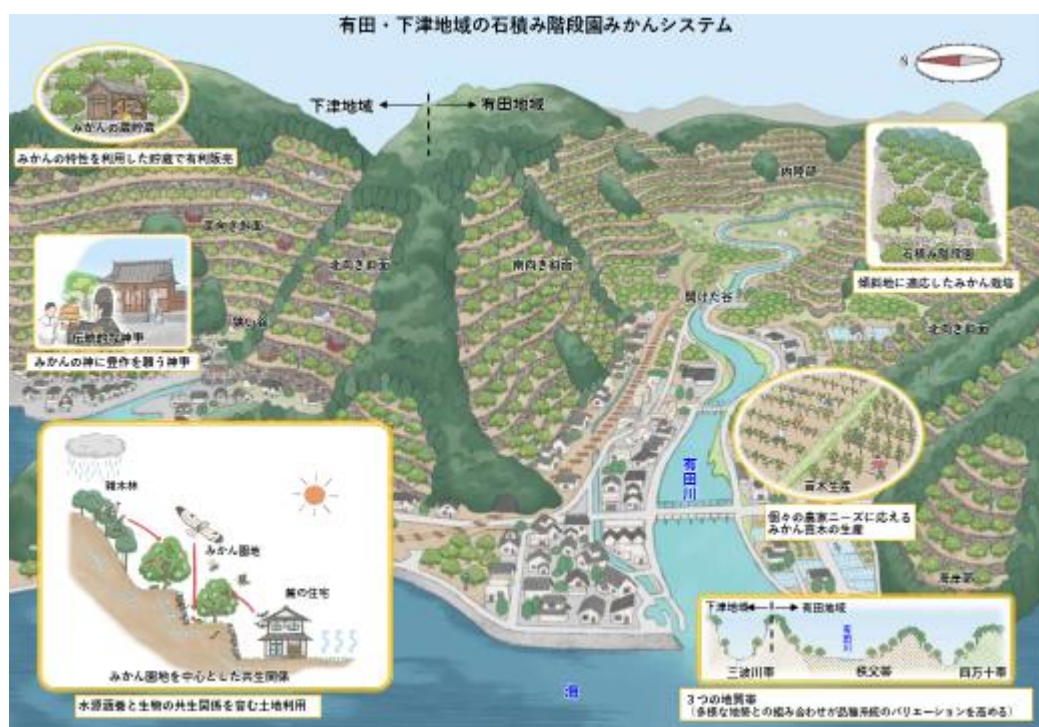 有田・下津地域の石積み階段園みかんシステム
N
下津地域
有田地域
みかんの蔵貯蔵
みかんの特性を利用した貯蔵で有利販売
内陸部
石積み階段園
傾斜地に適応したみかん栽培
北向き斜面
南向き斜面
開けた谷
狭い谷
北向き斜面
伝統的な神事
みかんの神に豊作を願う神事
有田川
苗木生産
個々の農家ニーズに応える
みかん苗木の生産
海岸部
雑木林
みかん園地
麓の住宅
みかん園地を中心とした共生関係
水源涵養と生物の共生関係を育む土地利用
海
下津地域
有田地域
有田川
三波川帯
秩父帯
四万十帯
3つの地質帯
(多様な地勢との組み合わせが品種系統のバリエーションを高める)